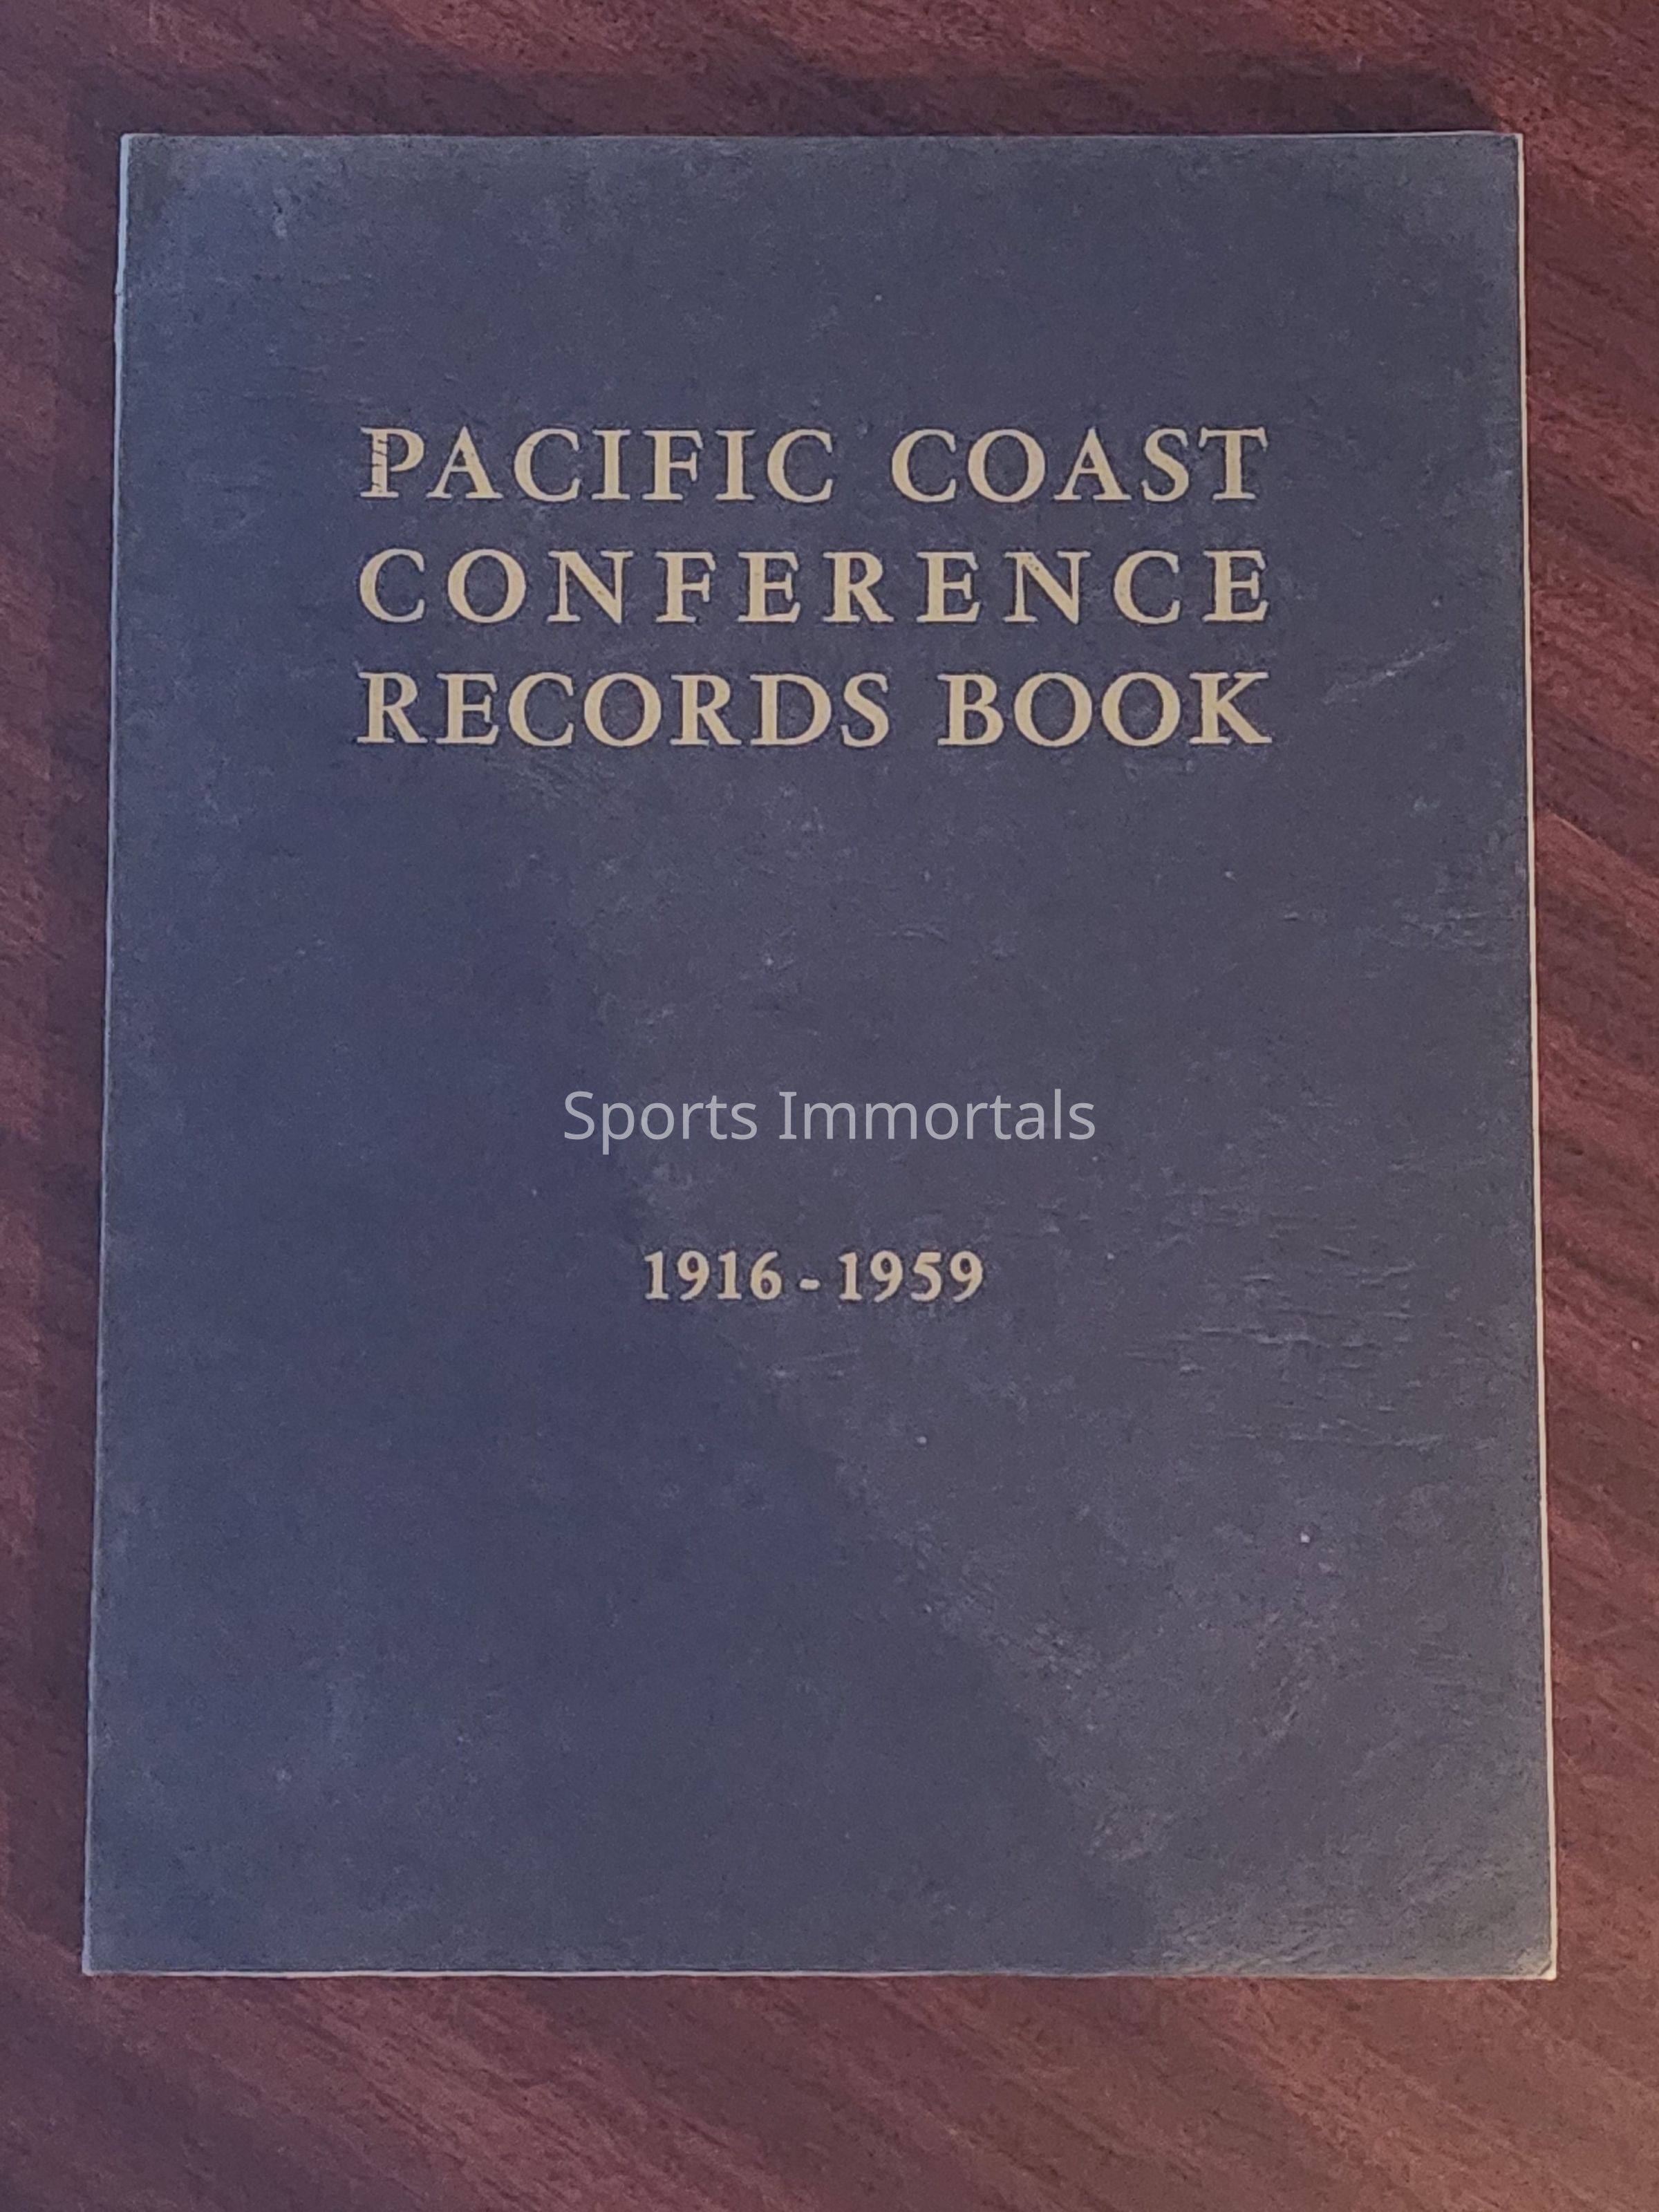 PACIFIC COAST
CONFERENCE
RECORDS BOOK
Sports Immortals
1916-1959